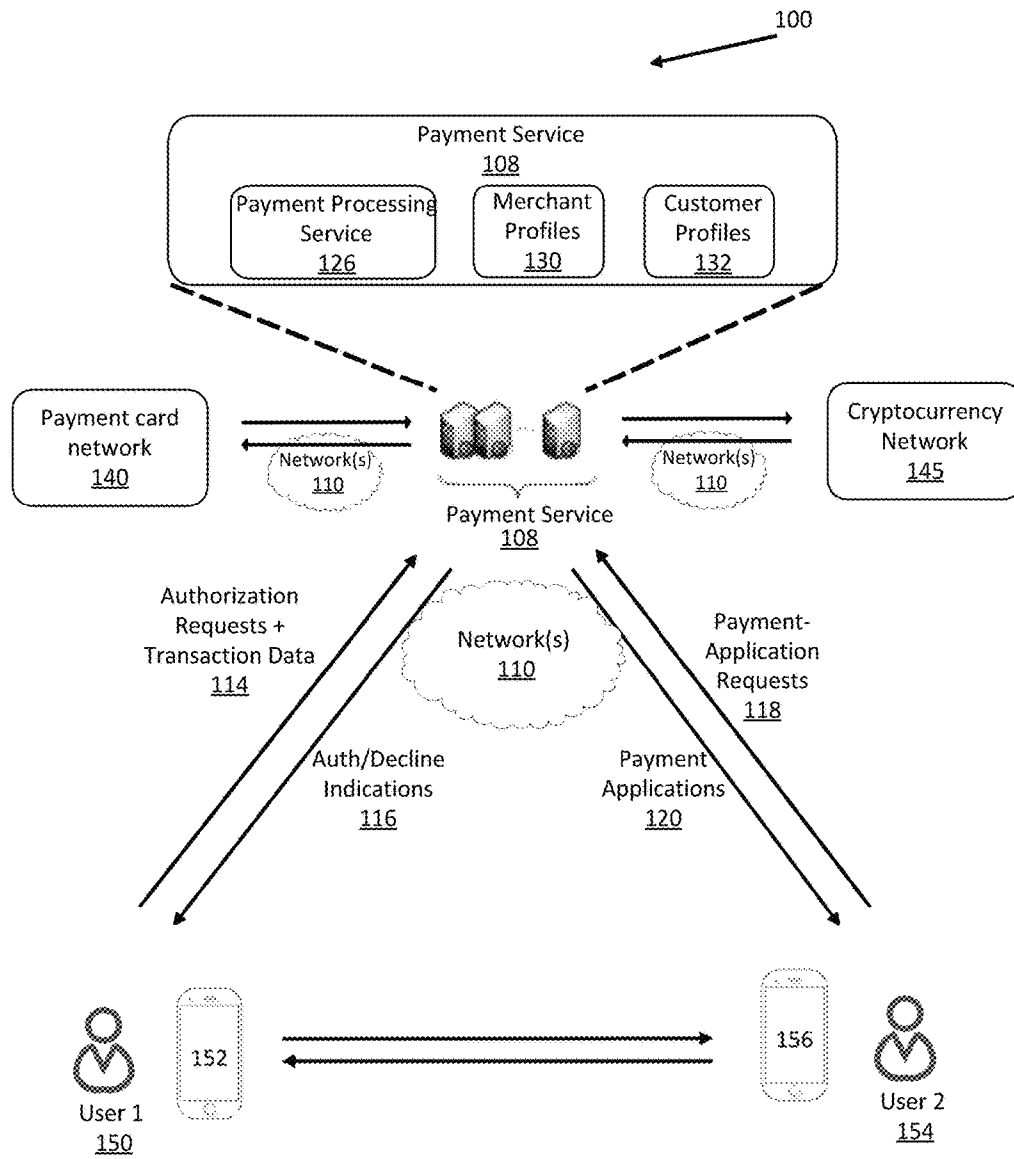 100
Payment Service
108
Payment Processing
Service
126
Merchant
Profiles
130
Customer
Profiles
132
Payment card
network
140
Network(s)
110
Payment Service
108
Network(s)
110
Cryptocurrency
Network
145
Authorization
Requests +
Transaction Data
114
Network(s)
110
Payment-
Application
Requests
118
Auth/Decline
Indications
116
Payment
Applications
120
152
User 1
150
156
User 2
154